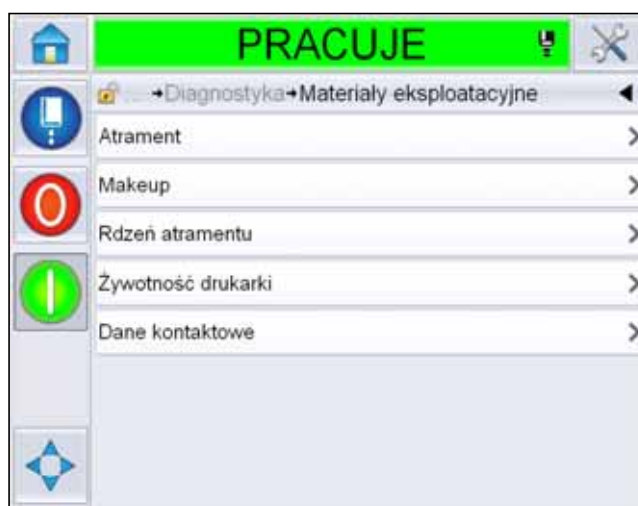 PRACUJE
... →Diagnostyka→Materiały eksploatacyjne
Atrament
Makeup
Rdzeń atramentu
Żywotność drukarki
Dane kontaktowe